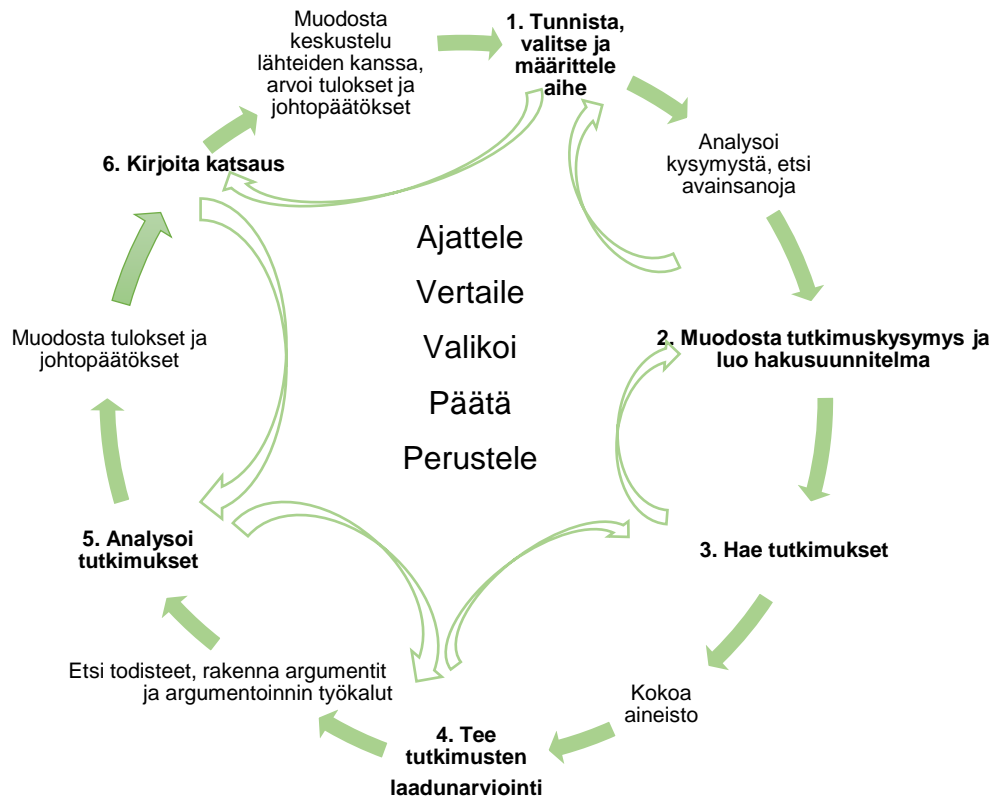 Muodosta
keskustelu
lähteiden kanssa,
arvoi tulokset ja
johtopäätökset
1. Tunnista,
valitse ja
määrittele
aihe
Analysoi
kysymystä, etsi
avainsanoja
2. Muodosta tutkimuskysymys ja
luo hakusuunnitelma
3. Hae tutkimukset
Kokoa
aineisto
4. Tee
tutkimusten
laadunarviointi
Etsi todisteet, rakenna argumentit
ja argumentoinnin työkalut
5. Analysoi
tutkimukset
Muodosta tulokset ja
johtopäätökset
6. Kirjoita katsaus
Ajattele
Vertaile
Valikoi
Päätä
Perustele